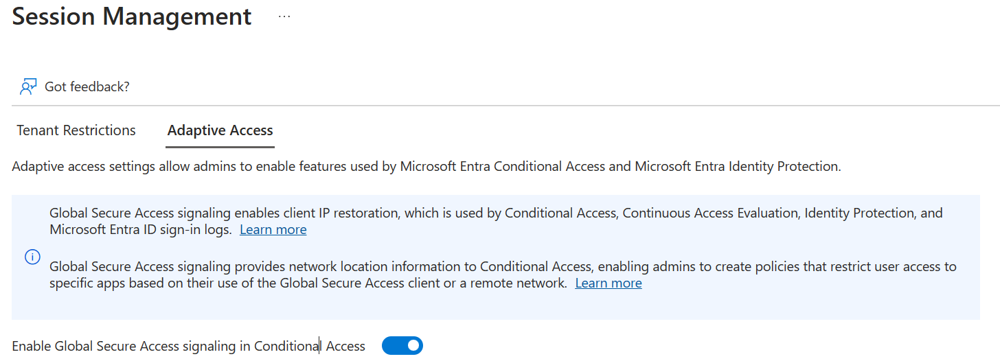 Session Management ...
Got feedback?
Tenant Restrictions Adaptive Access
Adaptive access settings allow admins to enable features used by Microsoft Entra Conditional Access and Microsoft Entra Identity Protection.
Global Secure Access signaling enables client IP restoration, which is used by Conditional Access, Continuous Access Evaluation, Identity Protection, and
Microsoft Entra ID sign-in logs. Learn more
Global Secure Access signaling provides network location information to Conditional Access, enabling admins to create policies that restrict user access to
specific apps based on their use of the Global Secure Access client or a remote network. Learn more
Enable Global Secure Access signaling in Conditional Access